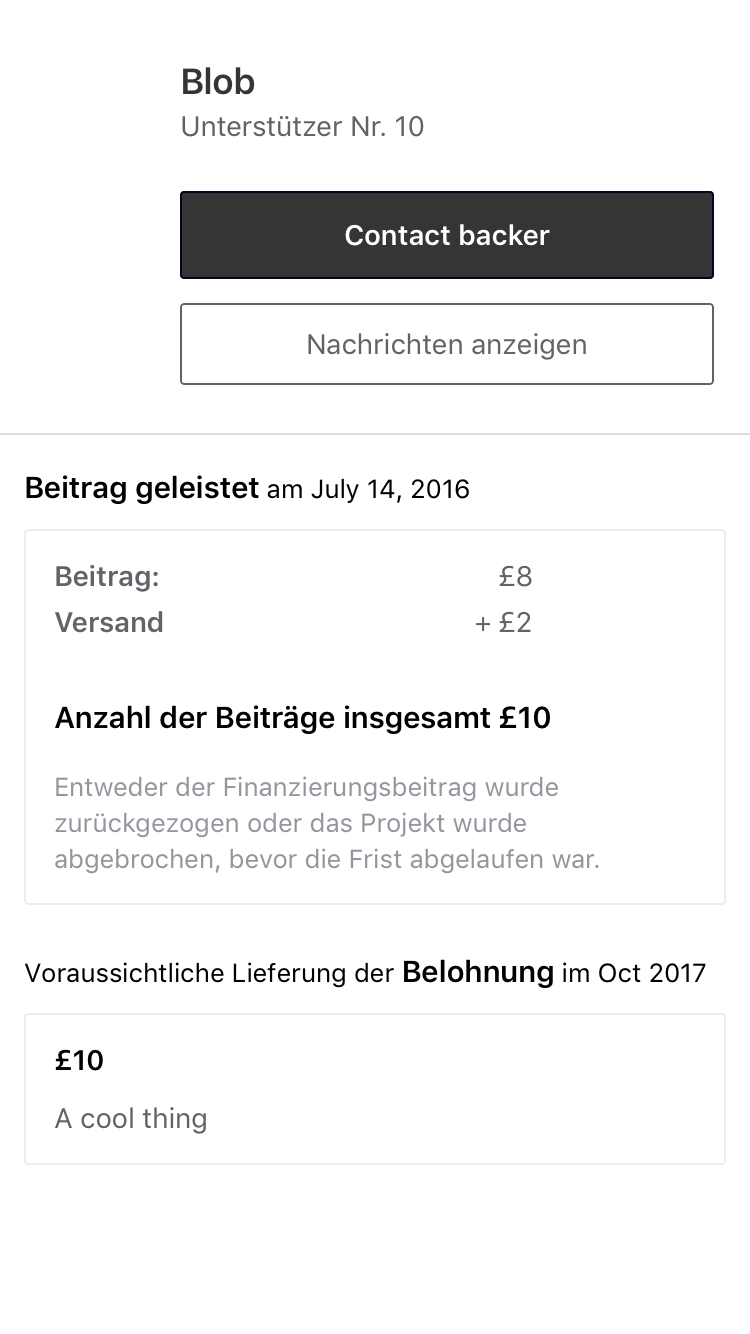 Blob
Unterstützer Nr. 10
Contact backer
Nachrichten anzeigen
Beitrag geleistet am July 14, 2016
Beitrag: £8
Versand + £2
Anzahl der Beiträge insgesamt £10
Entweder der Finanzierungsbeitrag wurde
zurückgezogen oder das Projekt wurde
abgebrochen, bevor die Frist abgelaufen war.
Voraussichtliche Lieferung der Belohnung im Oct 2017
£10
A cool thing